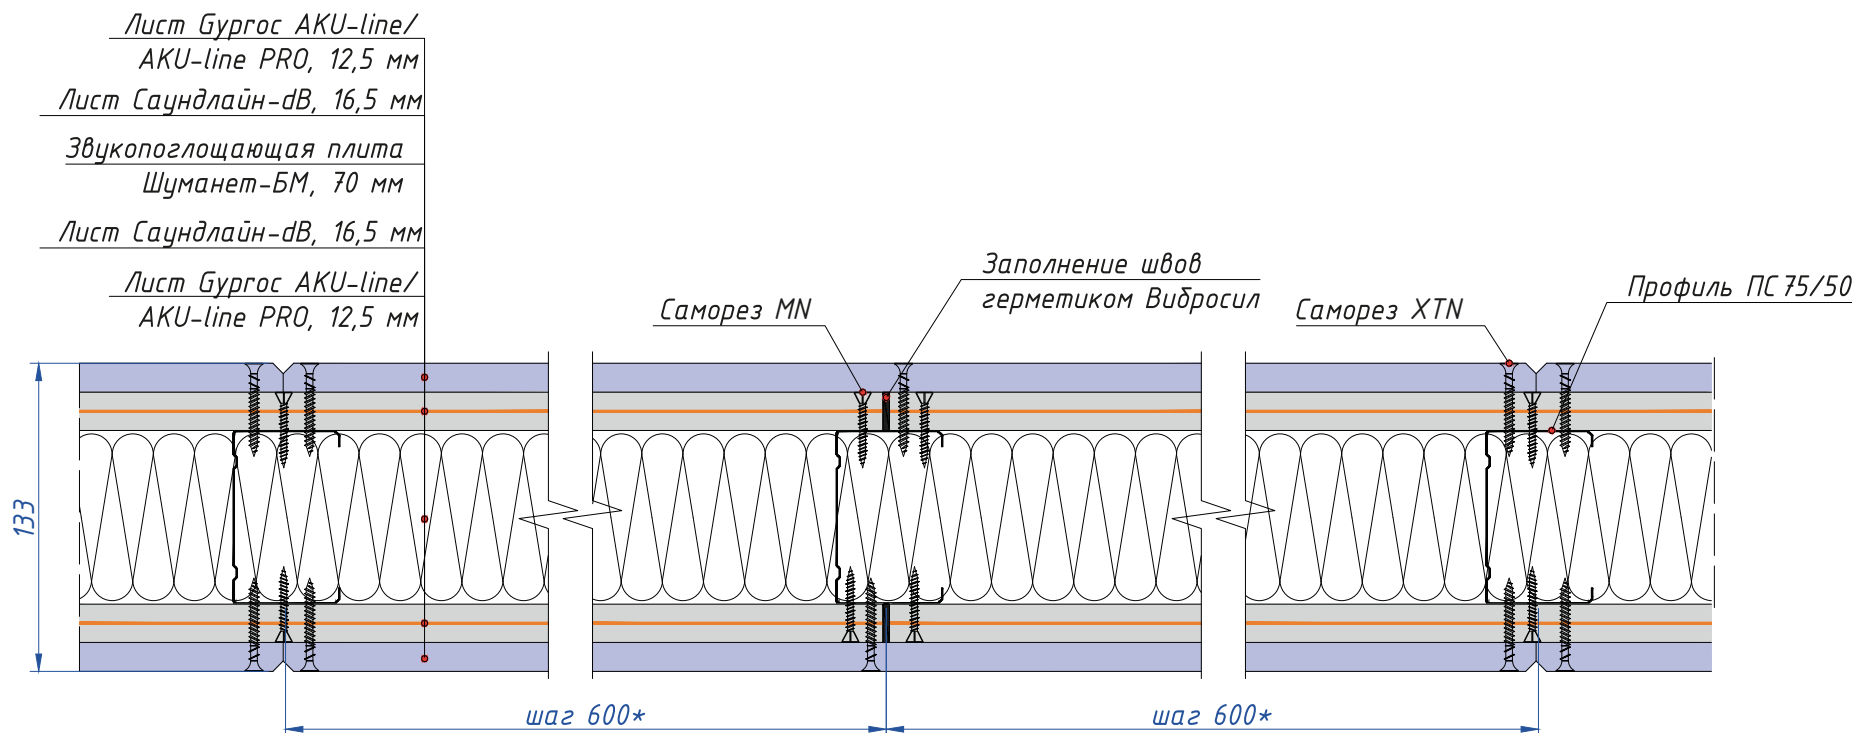 Лист Gyproc AKU-line/
AKU-line PRO, 12,5 мм
Лист Саундлайн-dB, 16,5 мм
Звукопоглощающая плита
Шуманет-БМ, 70 мм
Лист Саундлайн-dB, 16,5 мм
Лист Gyproc AKU-line/
AKU-line PRO, 12,5 мм
Саморез MN
Заполнение швов
герметиком Вибросил
Саморез XTN
Профиль ПС 75/50
133
шаг 600*
шаг 600*